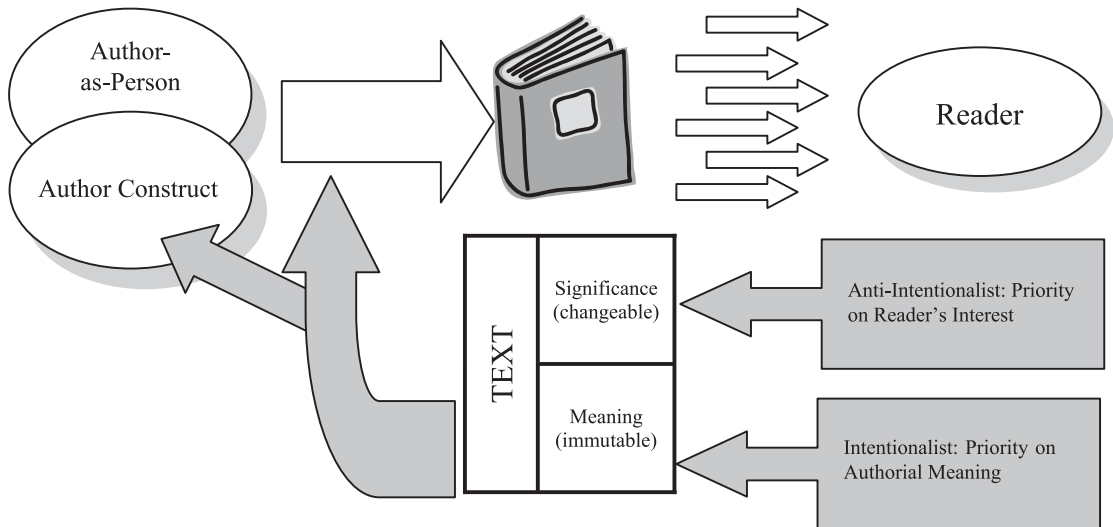 Author-
as-Person
Author Construct
Reader
TEXT
Significance
(changeable)
Meaning
(immutable)
Anti-Intentionalist: Priority
on Reader's Interest
Intentionalist: Priority on
Authorial Meaning